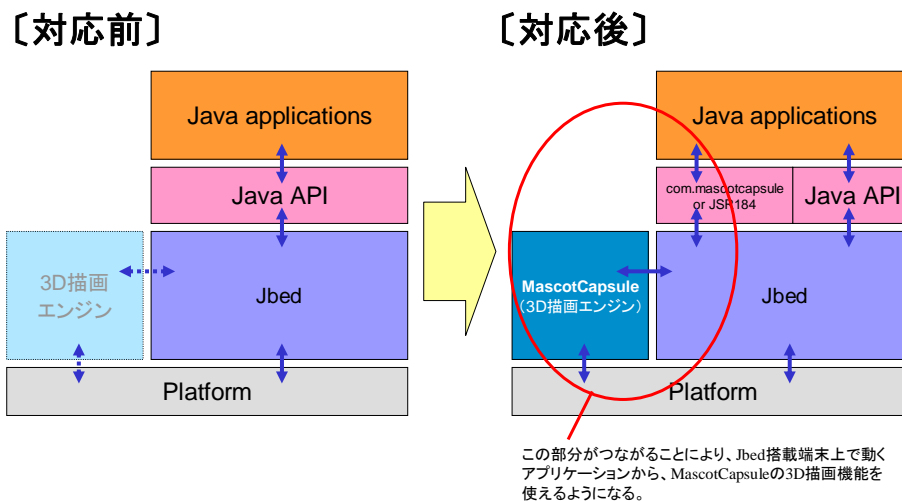 〔対応前〕
Java applications
Java API
3D描画
エンジン
Jbed
Platform
〔対応後〕
Java applications
com.mascotcapsule
or JSR184
Java API
MascotCapsule
（3D描画エンジン）
Jbed
Platform
この部分がつながることにより、Jbed搭載端末上で動く
アプリケーションから、MascotCapsuleの3D描画機能を
使えるようになる。